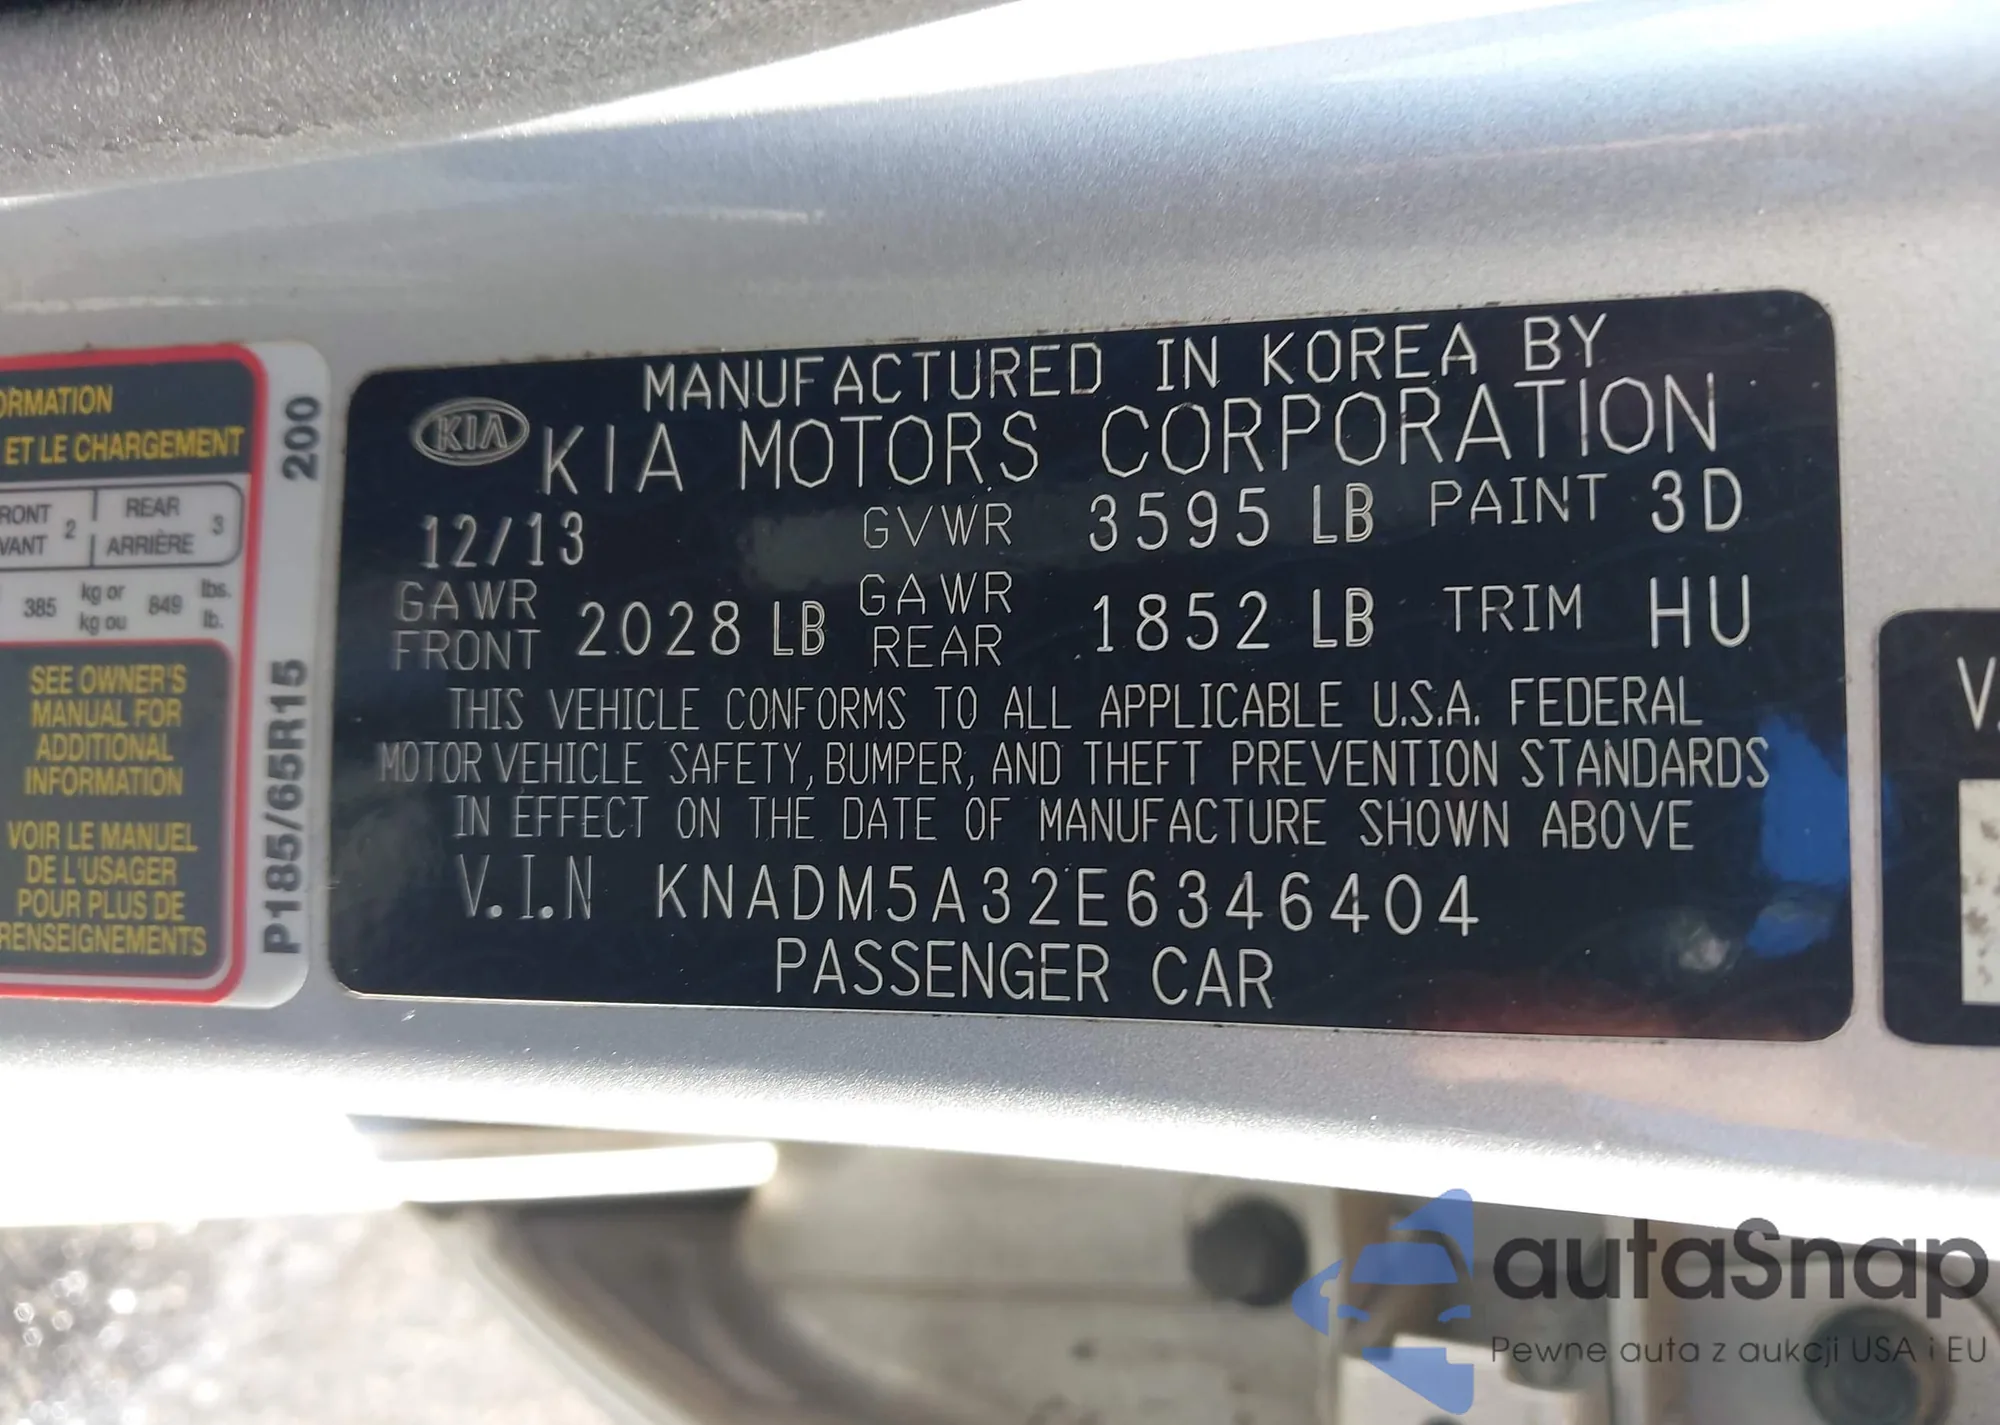 ORMATION
ET LE CHARGEMENT
RONT
VANT
2
REAR
ARRIÈRE
3
385
kg or
kg ou
849
lbs.
lb.
SEE OWNER'S
MANUAL FOR
ADDITIONAL
INFORMATION
VOIR LE MANUEL
DE L'USAGER
POUR PLUS DE
RENSEIGNEMENTS
P185/65R15
200
KIA
MANUFACTURED IN KOREA BY
KIA MOTORS CORPORATION
12/13 GVWR 3595 LB PAINT 3D
GAWR FRONT 2028 LB GAWR REAR 1852 LB TRIM HU
THIS VEHICLE CONFORMS TO ALL APPLICABLE U.S.A. FEDERAL
MOTOR VEHICLE SAFETY, BUMPER, AND THEFT PREVENTION STANDARDS
IN EFFECT ON THE DATE OF MANUFACTURE SHOWN ABOVE
V.I.N KNADM5A32E6346404
PASSENGER CAR
V.
autaSnap
Pewne auta z aukcji USA i EU